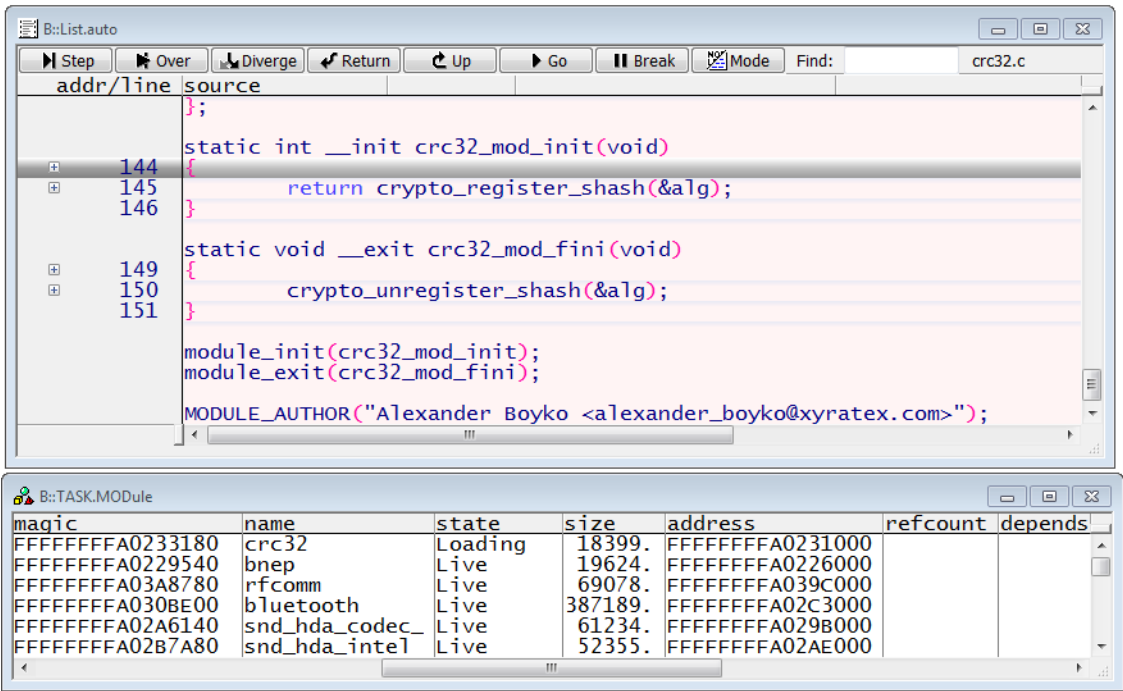 B::List.auto
Step Over Diverge Return Up Go Break Mode Find: crc32.c
addr/line source
};
static int __init crc32_mod_init(void)
144 {
145 return crypto_register_shash(&alg);
146 }
static void __exit crc32_mod_fini(void)
149 {
150 crypto_unregister_shash(&alg);
151 }
module_init(crc32_mod_init);
module_exit(crc32_mod_fini);
MODULE_AUTHOR("Alexander Boyko <alexander_boyko@xyratex.com>");
B::TASK.MODule
magic name state size address refcount depends
FFFFFFFFA0233180 crc32 Loading 18399. FFFFFFFFA0231000
FFFFFFFFA0229540 bnep Live 19624. FFFFFFFFA0226000
FFFFFFFFA03A8780 rfcomm Live 69078. FFFFFFFFA039C000
FFFFFFFFA030BE00 bluetooth Live 387189. FFFFFFFFA02C3000
FFFFFFFFA02A6140 snd_hda_codec_ Live 61234. FFFFFFFFA029B000
FFFFFFFFA02B7A80 snd_hda_intel Live 52355. FFFFFFFFA02AE000